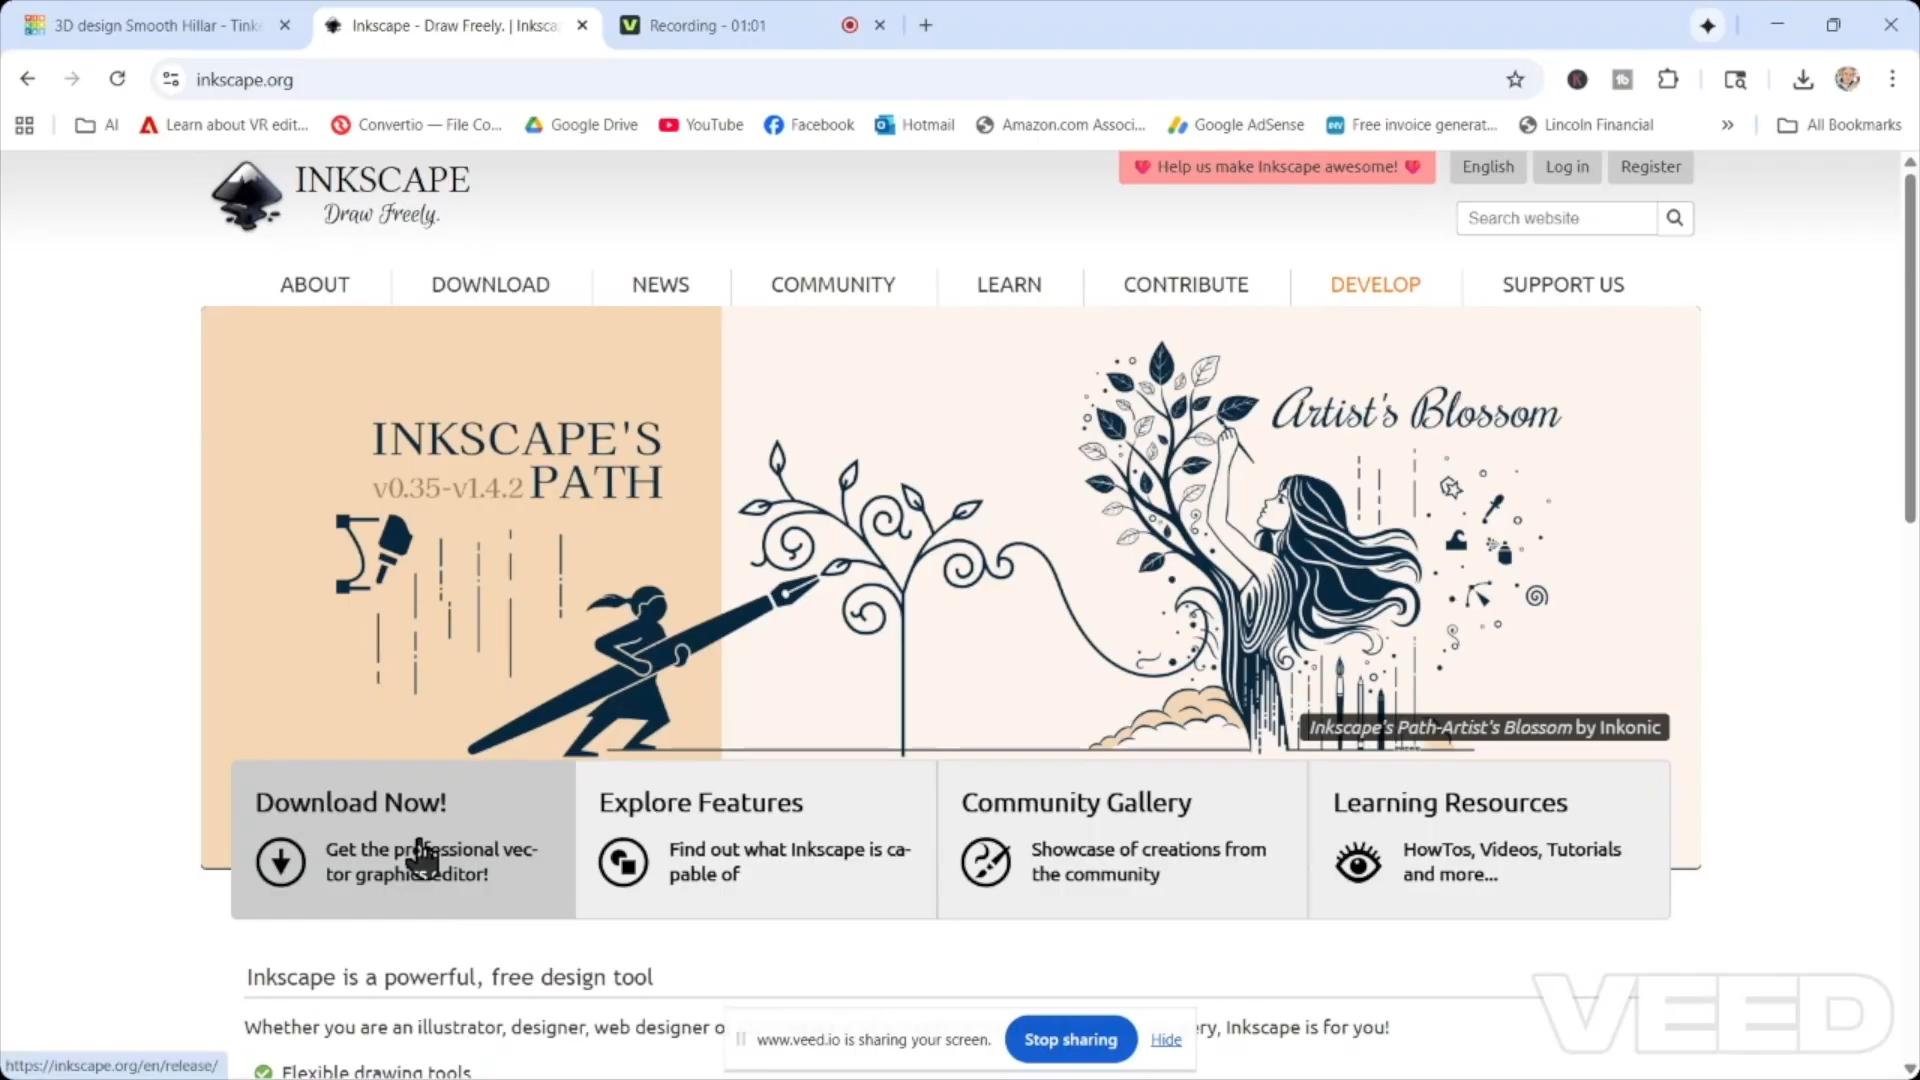 3D design Smooth Hillar - Tink
Inkscape - Draw Freely. | Inksca
Recording - 01:01
inkscape.org
AI
Learn about VR edit...
Convertio — File Co...
Google Drive
YouTube
Facebook
Hotmail
Amazon.com Associ...
Google AdSense
Free invoice generat...
Lincoln Financial
»
All Bookmarks
INKSCAPE
Draw Freely.
Help us make Inkscape awesome!
English
Log in
Register
Search website
ABOUT
DOWNLOAD
NEWS
COMMUNITY
LEARN
CONTRIBUTE
DEVELOP
SUPPORT US
INKSCAPE'S
v0.35-v1.4.2 PATH
Artist's Blossom
Inkscape's Path-Artist's Blossom by Inkonic
Download Now!
Get the professional vec-
tor graphics editor!
Explore Features
Find out what Inkscape is ca-
pable of
Community Gallery
Showcase of creations from
the community
Learning Resources
HowTos, Videos, Tutorials
and more...
Inkscape is a powerful, free design tool
Whether you are an illustrator, designer, web designer o
ry, Inkscape is for you!
www.veed.io is sharing your screen.
Stop sharing
Hide
VEED
https://inkscape.org/en/release/
Flexible drawing tools